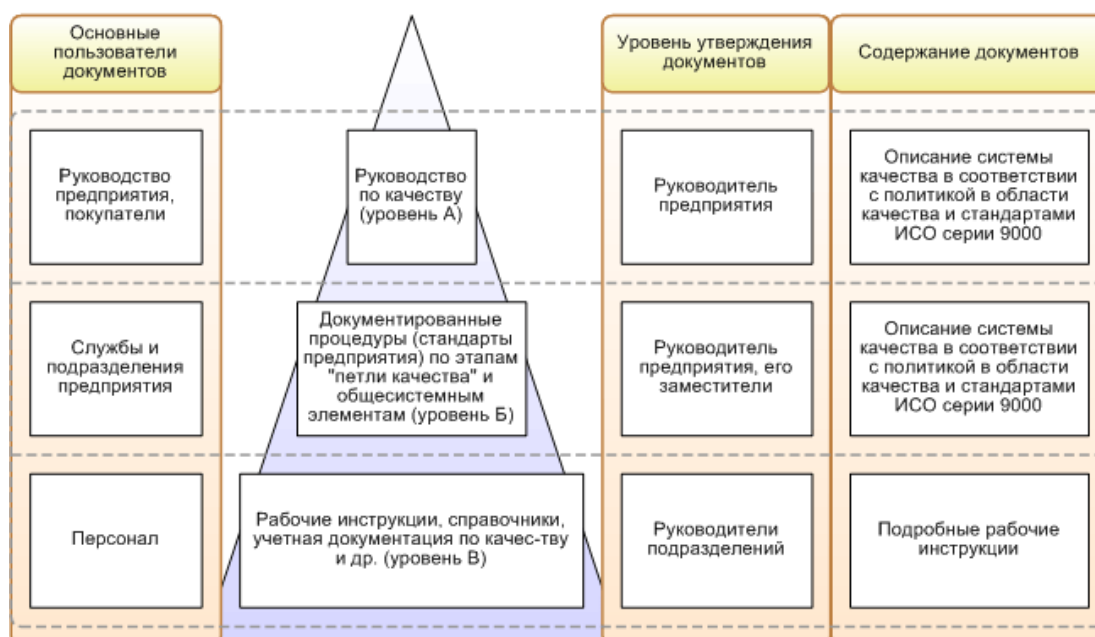 Основные
пользователи
документов
Уровень утверждения
документов
Содержание документов
Руководство
предприятия,
покупатели
Руководство
по качеству
(уровень А)
Руководитель
предприятия
Описание системы
качества в соответствии
с политикой в области
качества и стандартами
ИСО серии 9000
Службы и
подразделения
предприятия
Документированные
процедуры (стандарты
предприятия) по этапам
"петли качества" и
общесистемным
элементам (уровень Б)
Руководитель
предприятия, его
заместители
Описание системы
качества в соответствии
с политикой в области
качества и стандартами
ИСО серии 9000
Персонал
Рабочие инструкции, справочники,
учетная документация по качес-тву
и др. (уровень В)
Руководители
подразделений
Подробные рабочие
инструкции